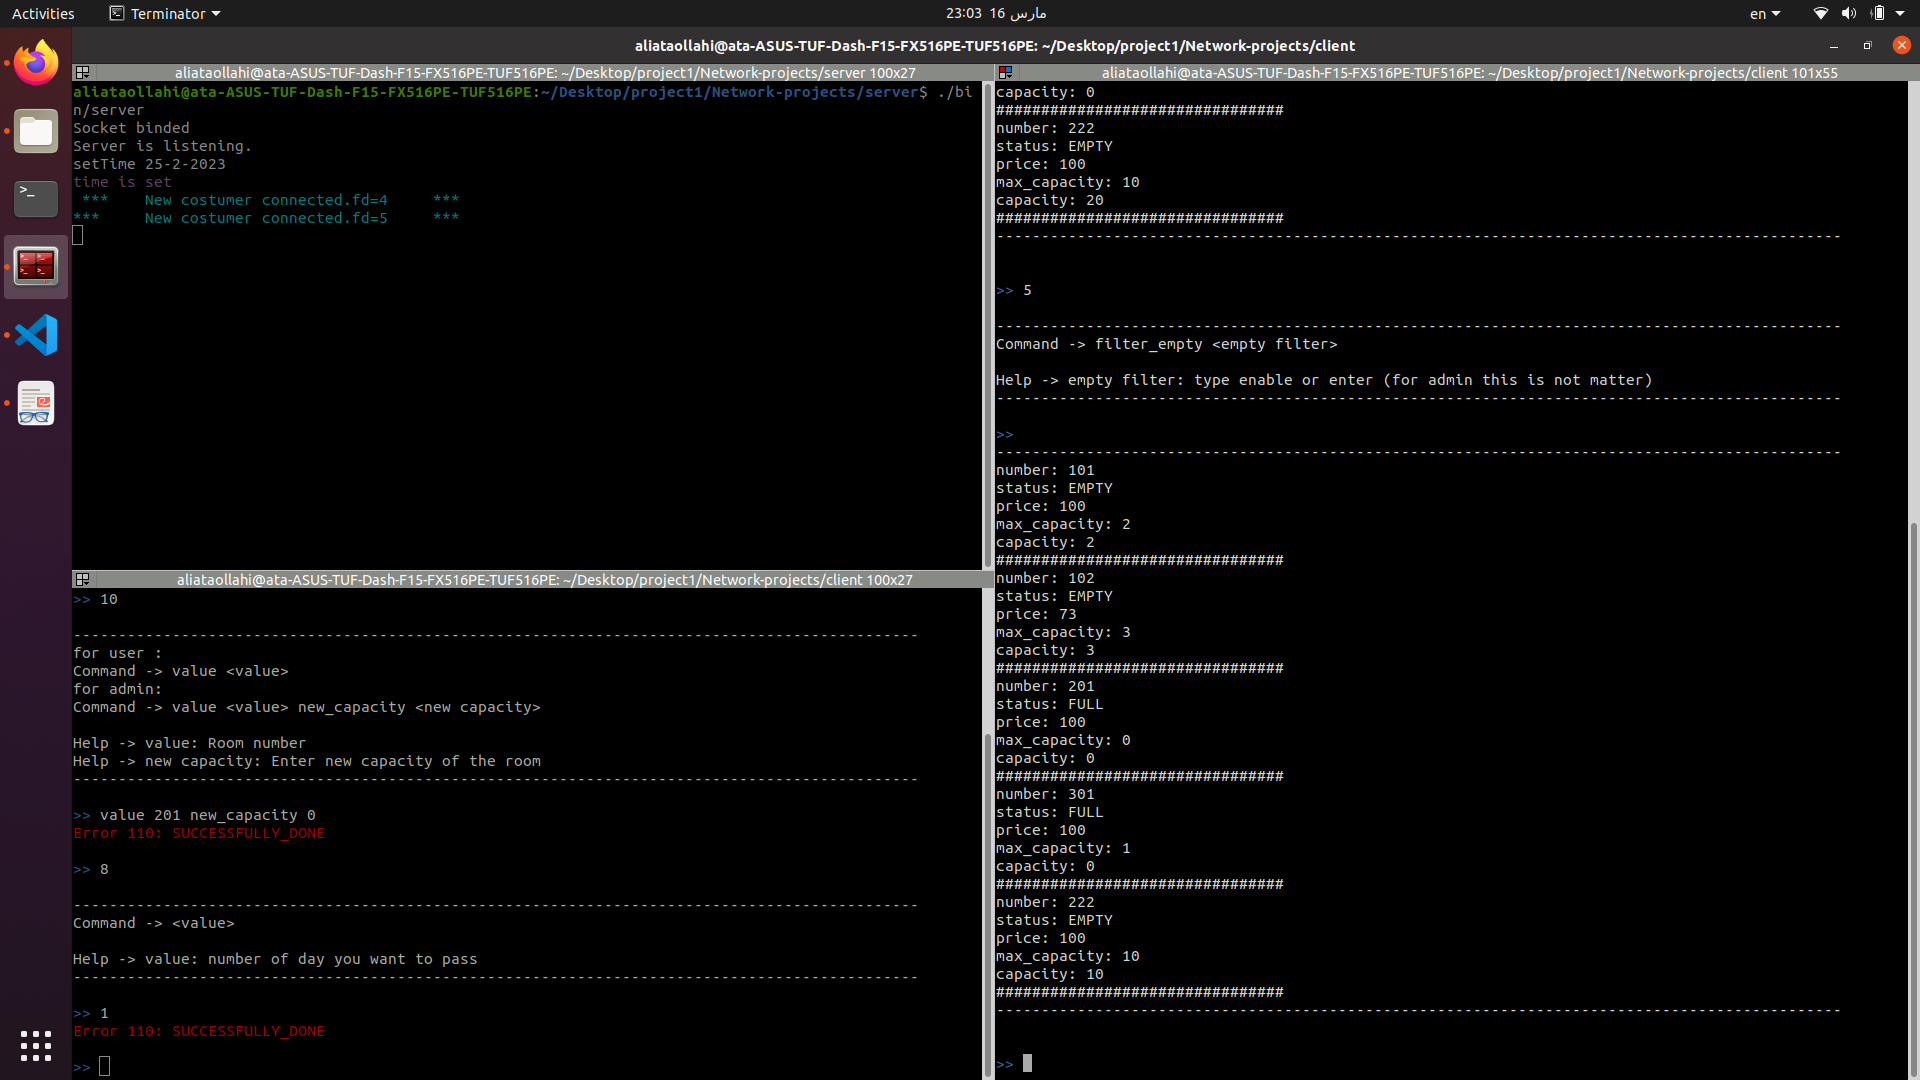 Activities
Terminator
23:03 16 مارس
en
aliataollahi@ata-ASUS-TUF-Dash-F15-FX516PE-TUF516PE: ~/Desktop/project1/Network-projects/client
aliataollahi@ata-ASUS-TUF-Dash-F15-FX516PE-TUF516PE: ~/Desktop/project1/Network-projects/server 100x27
aliataollahi@ata-ASUS-TUF-Dash-F15-FX516PE-TUF516PE:~/Desktop/project1/Network-projects/server$ ./bi
n/server
Socket binded
Server is listening.
setTime 25-2-2023
time is set
 ***    New costumer connected.fd=4     ***
***     New costumer connected.fd=5     ***
aliataollahi@ata-ASUS-TUF-Dash-F15-FX516PE-TUF516PE: ~/Desktop/project1/Network-projects/client 100x27
>> 10
----------------------------------------------------------------------------------------------
for user :
Command -> value <value>
for admin:
Command -> value <value> new_capacity <new capacity>
Help -> value: Room number
Help -> new capacity: Enter new capacity of the room
----------------------------------------------------------------------------------------------
>> value 201 new_capacity 0
Error 110: SUCCESSFULLY_DONE
>> 8
----------------------------------------------------------------------------------------------
Command -> <value>
Help -> value: number of day you want to pass
----------------------------------------------------------------------------------------------
>> 1
Error 110: SUCCESSFULLY_DONE
>>
aliataollahi@ata-ASUS-TUF-Dash-F15-FX516PE-TUF516PE: ~/Desktop/project1/Network-projects/client 101x55
capacity: 0
################################
number: 222
status: EMPTY
price: 100
max_capacity: 10
capacity: 20
################################
----------------------------------------------------------------------------------------------
>> 5
----------------------------------------------------------------------------------------------
Command -> filter_empty <empty filter>
Help -> empty filter: type enable or enter (for admin this is not matter)
----------------------------------------------------------------------------------------------
>>
----------------------------------------------------------------------------------------------
number: 101
status: EMPTY
price: 100
max_capacity: 2
capacity: 2
################################
number: 102
status: EMPTY
price: 73
max_capacity: 3
capacity: 3
################################
number: 201
status: FULL
price: 100
max_capacity: 0
capacity: 0
################################
number: 301
status: FULL
price: 100
max_capacity: 1
capacity: 0
################################
number: 222
status: EMPTY
price: 100
max_capacity: 10
capacity: 10
################################
----------------------------------------------------------------------------------------------
>>